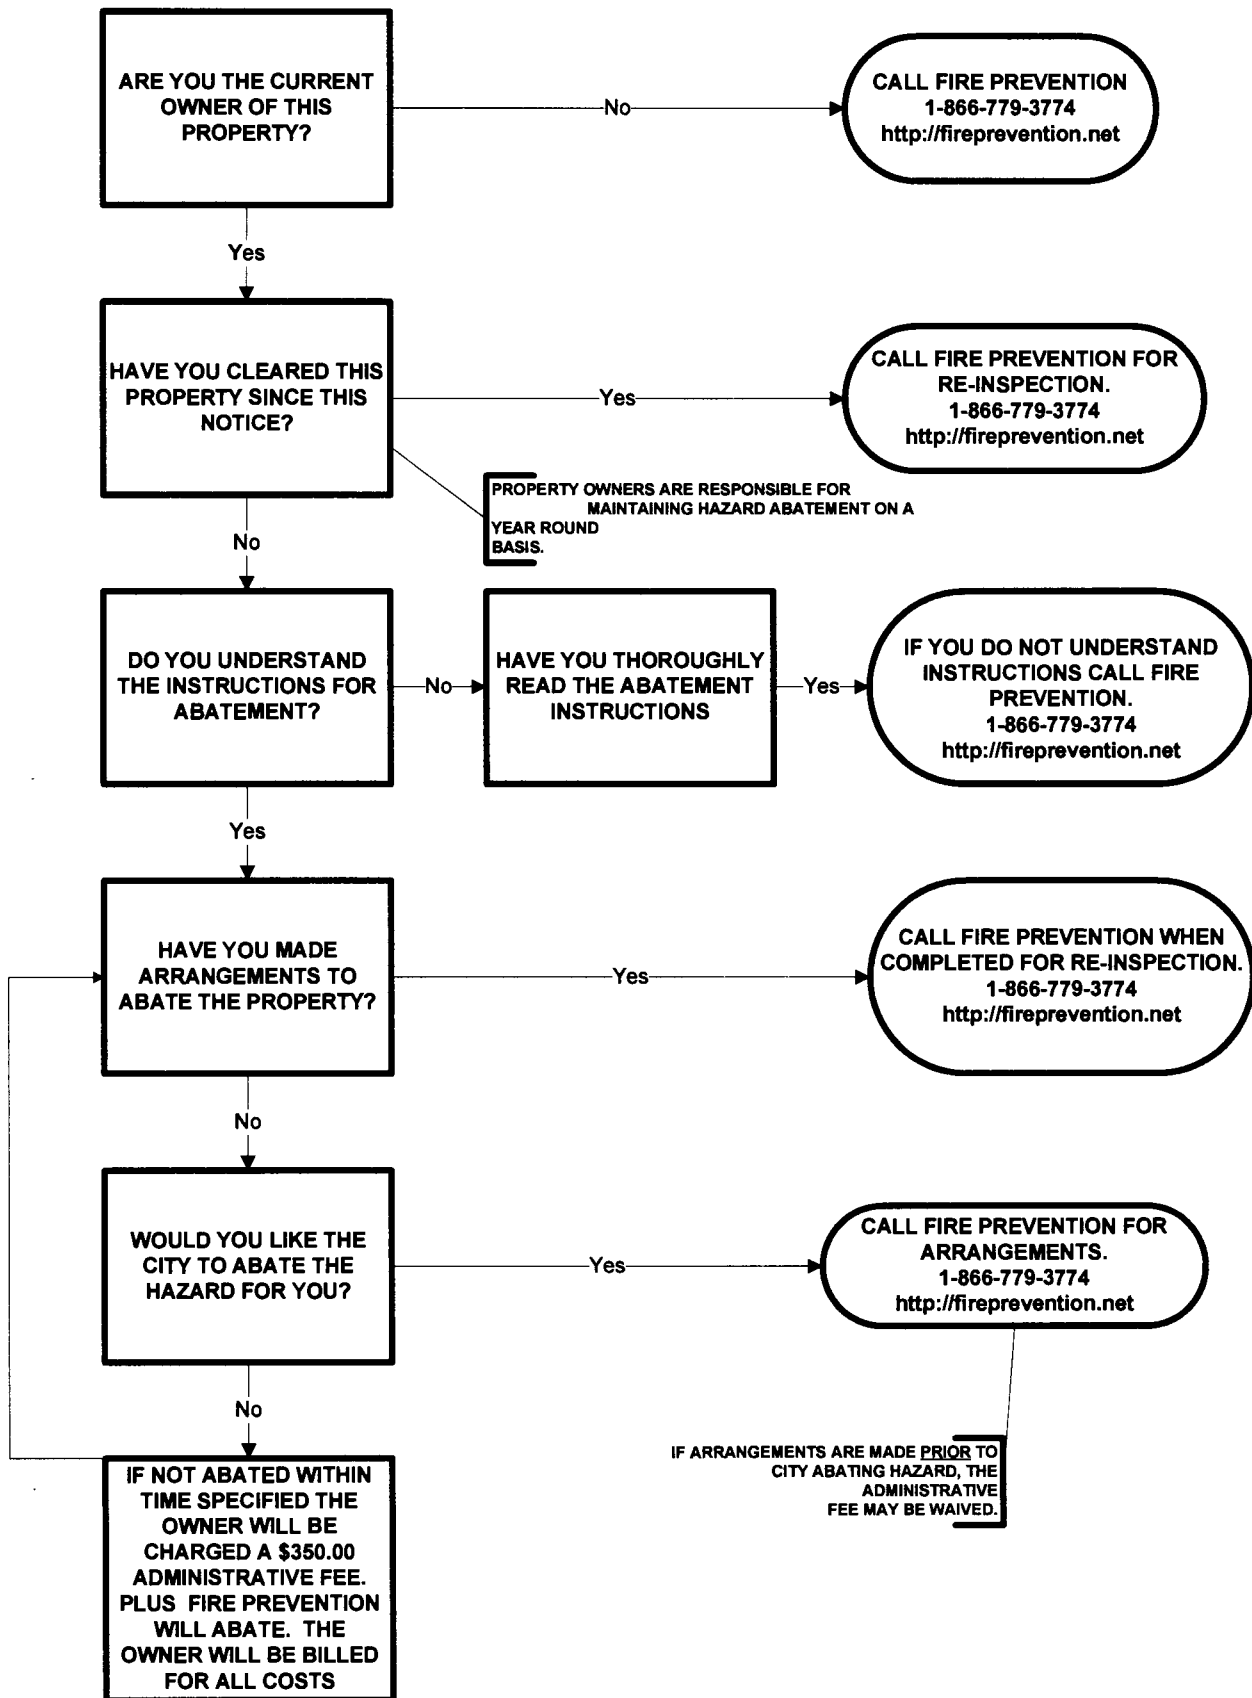 ARE YOU THE CURRENT
OWNER OF THIS
PROPERTY?
No
CALL FIRE PREVENTION
1-866-779-3774
http://fireprevention.net
Yes
HAVE YOU CLEARED THIS
PROPERTY SINCE THIS
NOTICE?
Yes
CALL FIRE PREVENTION FOR
RE-INSPECTION.
1-866-779-3774
http://fireprevention.net
PROPERTY OWNERS ARE RESPONSIBLE FOR
MAINTAINING HAZARD ABATEMENT ON A
YEAR ROUND
BASIS.
No
DO YOU UNDERSTAND
THE INSTRUCTIONS FOR
ABATEMENT?
No
HAVE YOU THOROUGHLY
READ THE ABATEMENT
INSTRUCTIONS
Yes
IF YOU DO NOT UNDERSTAND
INSTRUCTIONS CALL FIRE
PREVENTION.
1-866-779-3774
http://fireprevention.net
Yes
HAVE YOU MADE
ARRANGEMENTS TO
ABATE THE PROPERTY?
Yes
CALL FIRE PREVENTION WHEN
COMPLETED FOR RE-INSPECTION.
1-866-779-3774
http://fireprevention.net
No
WOULD YOU LIKE THE
CITY TO ABATE THE
HAZARD FOR YOU?
Yes
CALL FIRE PREVENTION FOR
ARRANGEMENTS.
1-866-779-3774
http://fireprevention.net
No
IF ARRANGEMENTS ARE MADE PRIOR TO
CITY ABATING HAZARD, THE
ADMINISTRATIVE
FEE MAY BE WAIVED.
IF NOT ABATED WITHIN
TIME SPECIFIED THE
OWNER WILL BE
CHARGED A $350.00
ADMINISTRATIVE FEE.
PLUS FIRE PREVENTION
WILL ABATE. THE
OWNER WILL BE BILLED
FOR ALL COSTS